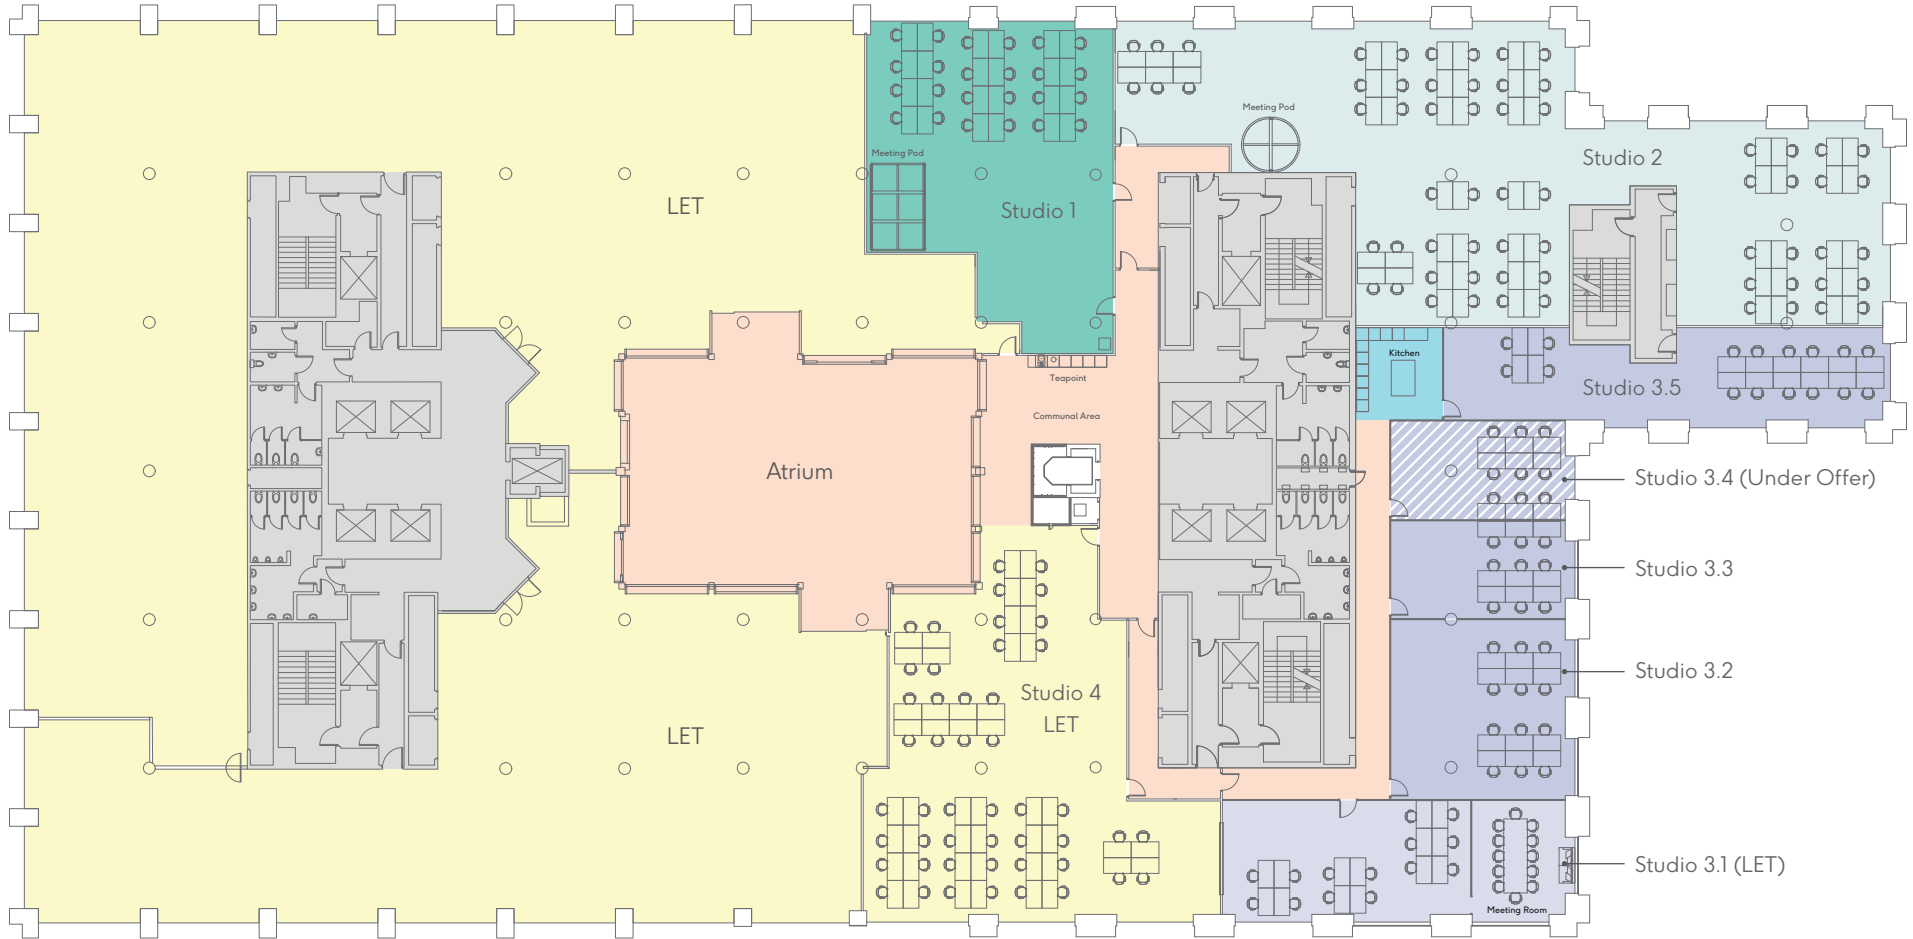 Meeting Pod
Meeting Pod
Studio 2
LET
Studio 1
Kitchen
Teapoint
Studio 3.5
Communal Area
Atrium
Studio 3.4 (Under Offer)
Studio 3.3
Studio 3.2
Studio 4
LET
LET
Studio 3.1 (LET)
Meeting Room